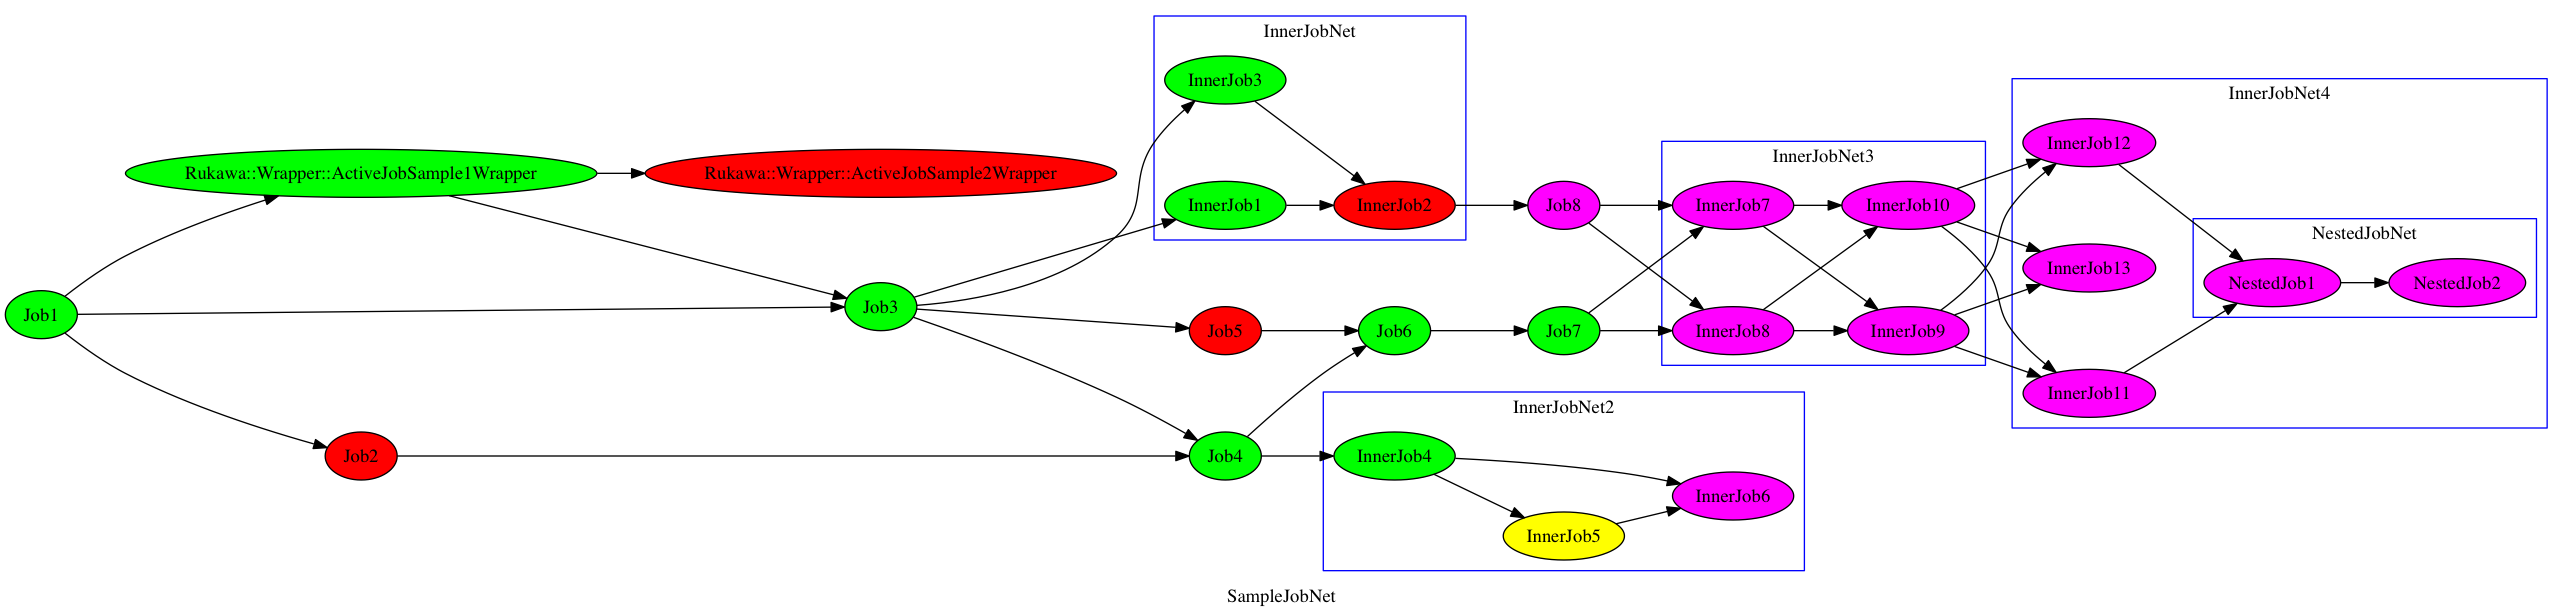 InnerJobNet
InnerJob3
InnerJobNet4
InnerJob12
InnerJobNet3
Rukawa::Wrapper::ActiveJobSample1Wrapper
Rukawa::Wrapper::ActiveJobSample2Wrapper
InnerJob1
InnerJob2
Job8
InnerJob7
InnerJob10
NestedJobNet
InnerJob13
NestedJob1
NestedJob2
Job1
Job3
Job5
Job6
Job7
InnerJob8
InnerJob9
InnerJob11
InnerJobNet2
Job2
Job4
InnerJob4
InnerJob6
InnerJob5
SampleJobNet